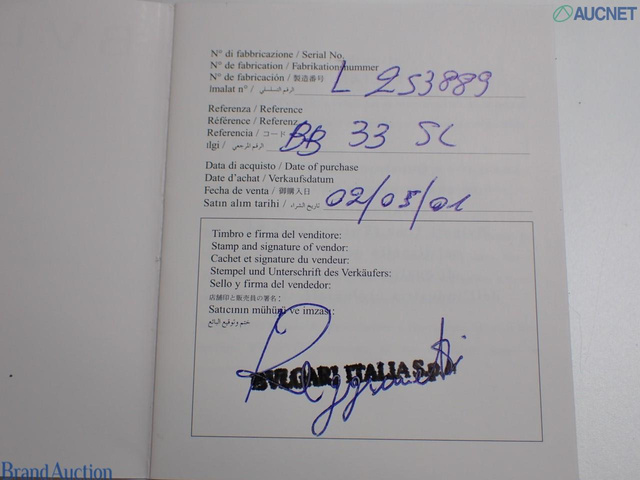 AUCNET
N° di fabbricazione / Serial No.
N° de fabrication / Fabrikationsnummer
N° de fabricación / 製造番号
imalat n° / الرقم التسلسلي
L 253889
Referenza / Reference
Référence / Referenz
Referencia / コード
ilgi / الرقم المرجعي
BB 33 SL
Data di acquisto / Date of purchase
Date d'achat / Verkaufsdatum
Fecha de venta / 御購入日
Satın alım tarihi / تاريخ الشراء
02/05/01
Timbro e firma del venditore:
Stamp and signature of vendor:
Cachet et signature du vendeur:
Stempel und Unterschrift des Verkäufers:
Sello y firma del vendedor:
店舗印と販売員の署名:
Satıcının mühürü ve imzası:
ختم وتوقيع البائع
BVLGARI ITALIA S.p.A
BrandAuction